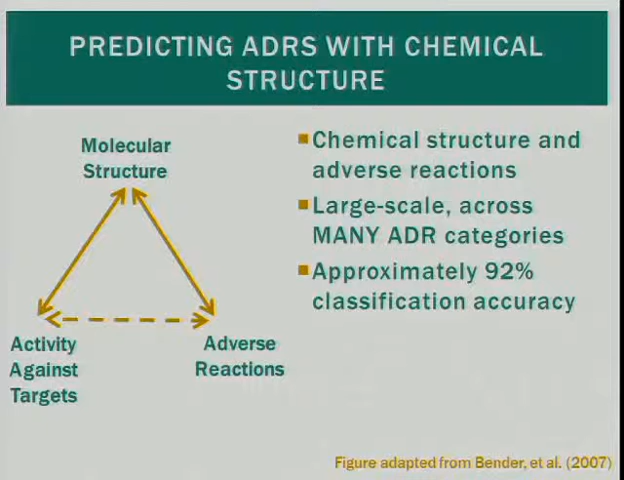 PREDICTING ADRS WITH CHEMICAL
STRUCTURE
Molecular
Structure
Activity
Against
Targets
Adverse
Reactions
Chemical structure and
adverse reactions
Large-scale, across
MANY ADR categories
Approximately 92%
classification accuracy
Figure adapted from Bender, et al. (2007)